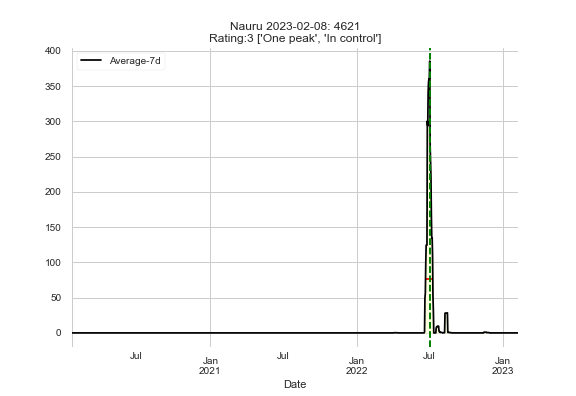 Nauru 2023-02-08: 4621
Rating:3 ['One peak', 'In control']
Average-7d
400
350
300
250
200
150
100
50
0
Jul
Jan
2021
Jul
Jan
2022
Jul
Jan
2023
Date